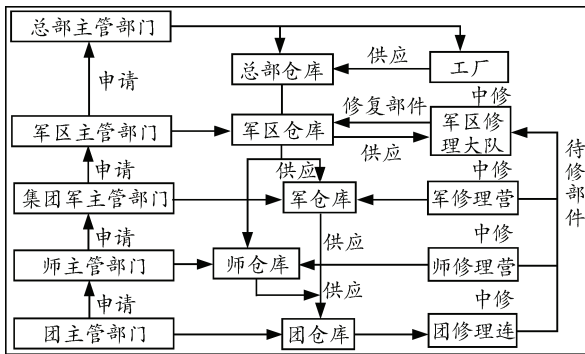 总部主管部门
总部仓库
供应
工厂
申请
中修
军区主管部门
军区仓库
修复部件
供应
军区修
理大队
申请
供应
中修
待修部件
集团军主管部门
军仓库
军修理营
申请
供应
中修
师主管部门
师仓库
师修理营
申请
供应
中修
团主管部门
团仓库
团修理连